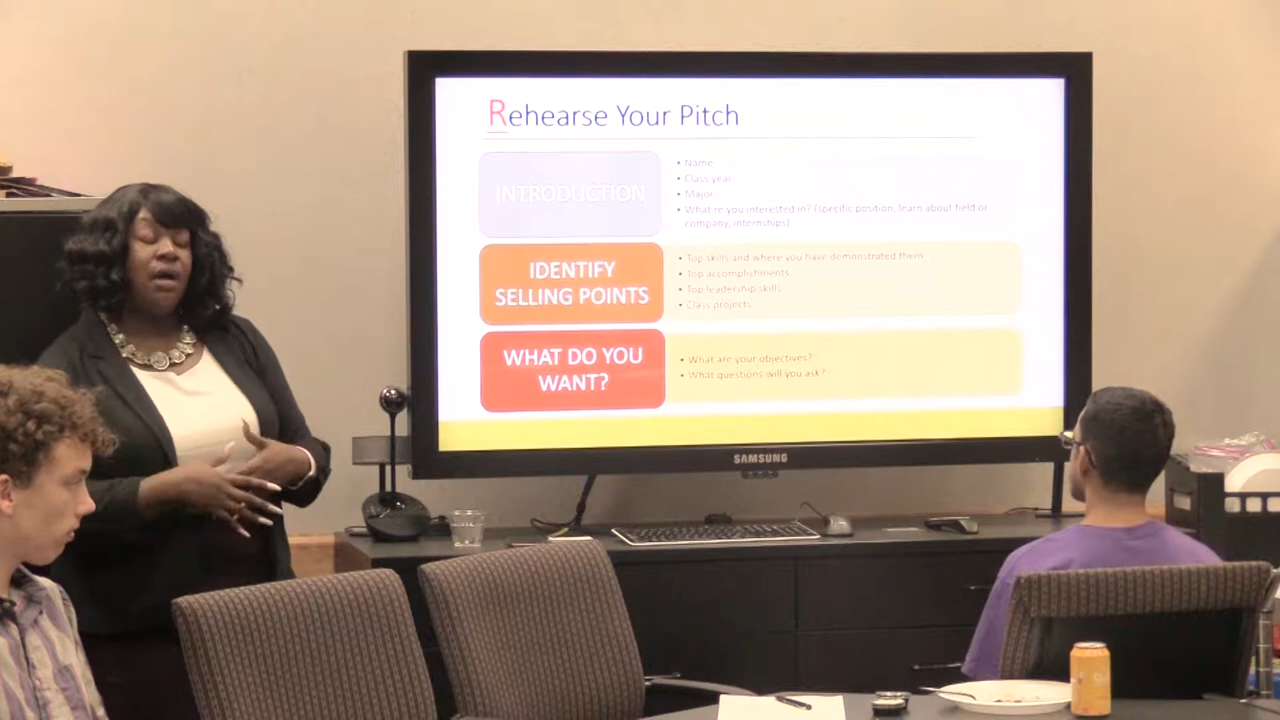 Rehearse Your Pitch
INTRODUCTION
• Name
• Class year
• Major
• What re you interested in? (specific position, learn about field or
company, internships)
IDENTIFY
SELLING POINTS
• Top skills and where you have demonstrated them
• Top accomplishments
• Top leadership skills
• Class projects
WHAT DO YOU
WANT?
• What are your objectives?
• What questions will you ask?
SAMSUNG